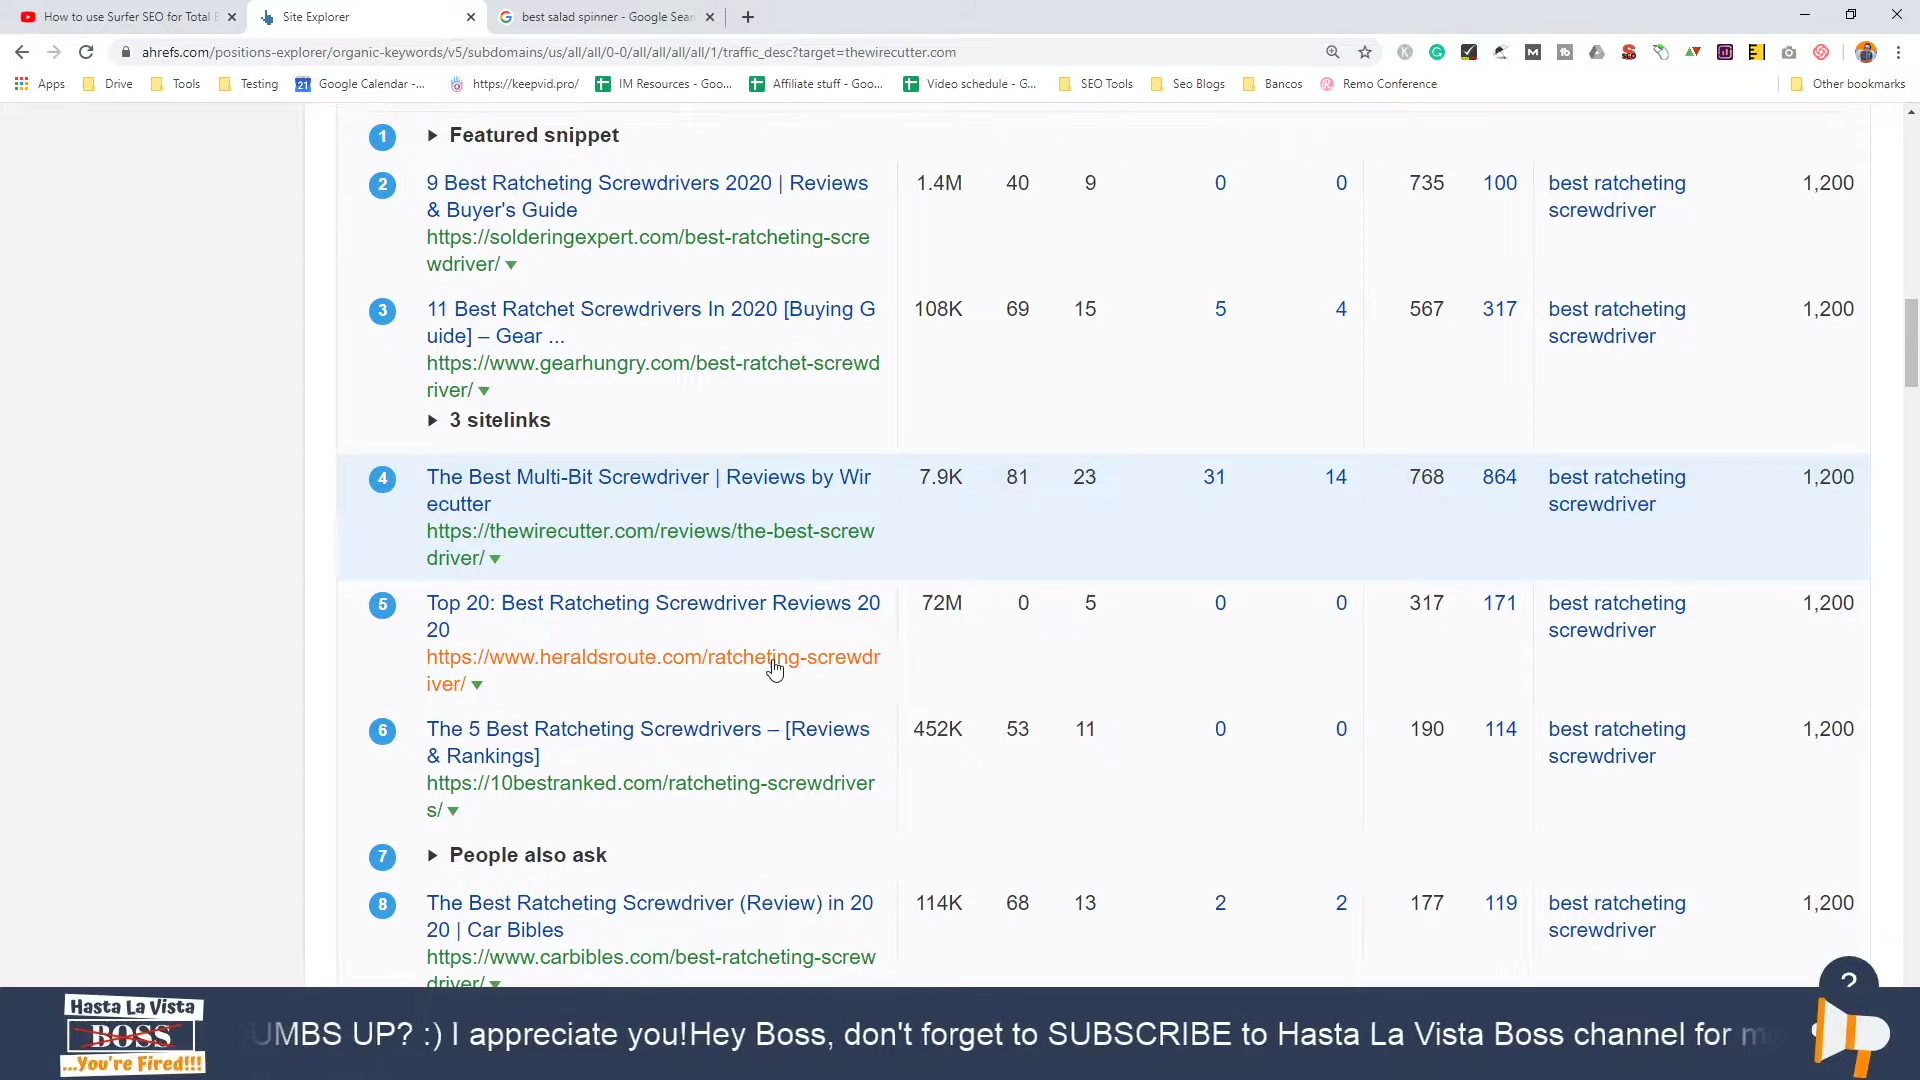 How to use Surfer SEO for Total E
Site Explorer
best salad spinner - Google Sear
ahrefs.com/positions-explorer/organic-keywords/v5/subdomains/us/all/all/0-0/all/all/all/all/1/traffic_desc?target=thewirecutter.com
Apps Drive Tools Testing Google Calendar -... https://keepvid.pro/ IM Resources - Goo... Affiliate stuff - Goo... Video schedule - G... SEO Tools Seo Blogs Bancos Remo Conference Other bookmarks
1 Featured snippet
2 9 Best Ratcheting Screwdrivers 2020 | Reviews 1.4M 40 9 0 0 735 100 best ratcheting 1,200
& Buyer's Guide screwdriver
https://solderingexpert.com/best-ratcheting-scre
wdriver/
3 11 Best Ratchet Screwdrivers In 2020 [Buying G 108K 69 15 5 4 567 317 best ratcheting 1,200
uide] – Gear ... screwdriver
https://www.gearhungry.com/best-ratchet-screwd
river/
3 sitelinks
4 The Best Multi-Bit Screwdriver | Reviews by Wir 7.9K 81 23 31 14 768 864 best ratcheting 1,200
ecutter screwdriver
https://thewirecutter.com/reviews/the-best-screw
driver/
5 Top 20: Best Ratcheting Screwdriver Reviews 20 72M 0 5 0 0 317 171 best ratcheting 1,200
20 screwdriver
https://www.heraldsroute.com/ratcheting-screwdr
iver/
6 The 5 Best Ratcheting Screwdrivers – [Reviews 452K 53 11 0 0 190 114 best ratcheting 1,200
& Rankings] screwdriver
https://10bestranked.com/ratcheting-screwdriver
s/
7 People also ask
8 The Best Ratcheting Screwdriver (Review) in 20 114K 68 13 2 2 177 119 best ratcheting 1,200
20 | Car Bibles screwdriver
https://www.carbibles.com/best-ratcheting-screw
driver/
?
Hasta La Vista
BOSS
...You're Fired!!!
UMBS UP? :) I appreciate you!Hey Boss, don't forget to SUBSCRIBE to Hasta La Vista Boss channel for m